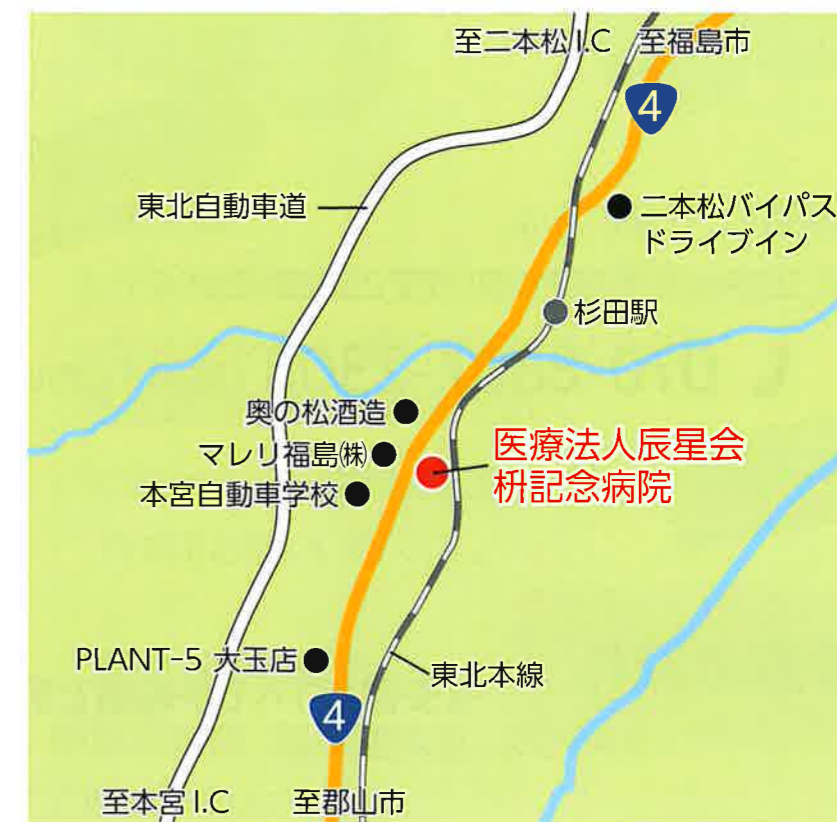 至二本松I.C
至福島市
4
東北自動車道
二本松バイパス
ドライブイン
杉田駅
奥の松酒造
マレリ福島㈱
本宮自動車学校
医療法人辰星会
枡記念病院
PLANT-5 大玉店
東北本線
4
至本宮I.C
至郡山市